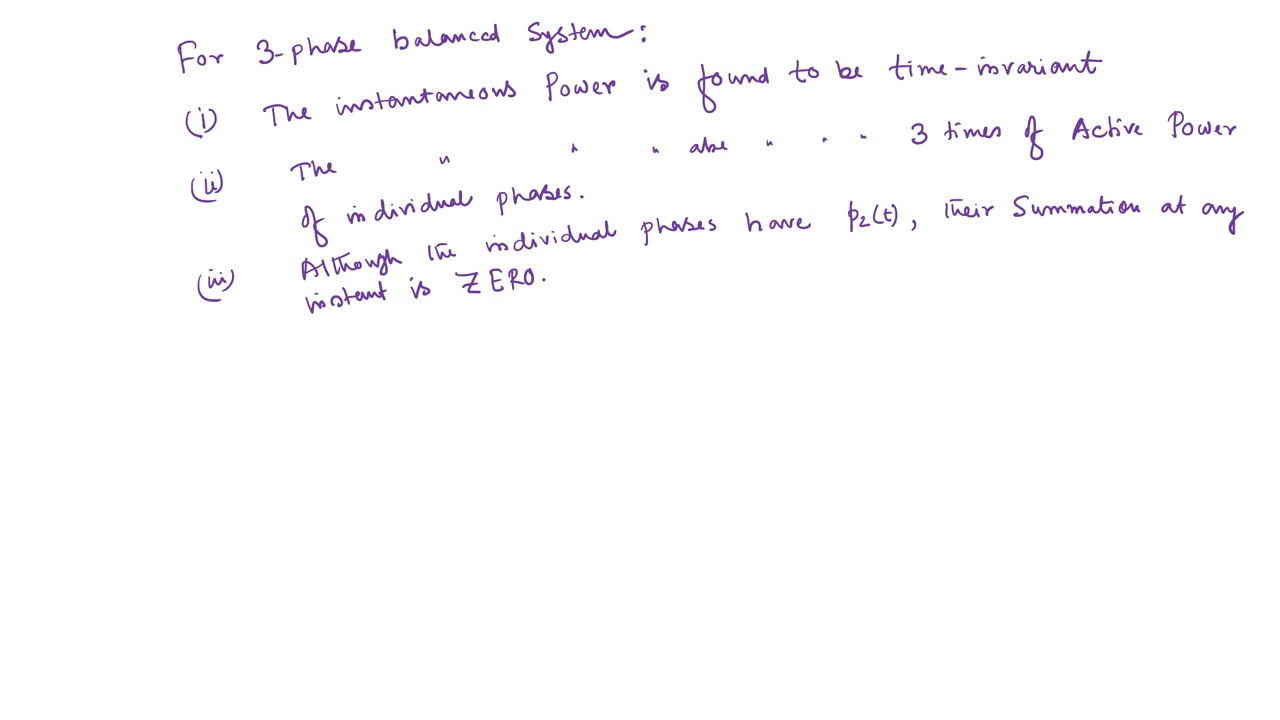 For 3-phase balanced System:
(i) The instantaneous Power is found to be time-invariant
(ii) The " " " also " " " 3 times of Active Power
of individual phases.
(iii) Although the individual phases have p₂(t), their Summation at any
instant is ZERO.